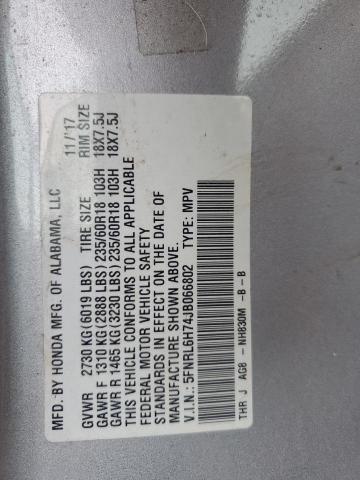 MFD. BY HONDA MFG. OF ALABAMA, LLC 11/'17
GVWR 2730 KG (6019 LBS) TIRE SIZE RIM SIZE
GAWR F 1310 KG (2888 LBS) 235/60R18 103H 18X7.5J
GAWR R 1465 KG (3230 LBS) 235/60R18 103H 18X7.5J
THIS VEHICLE CONFORMS TO ALL APPLICABLE
FEDERAL MOTOR VEHICLE SAFETY
STANDARDS IN EFFECT ON THE DATE OF
MANUFACTURE SHOWN ABOVE.
V.I.N.: 5FNRL6H74JB066802 TYPE: MPV
THR J AG8 - NH830M -B -B